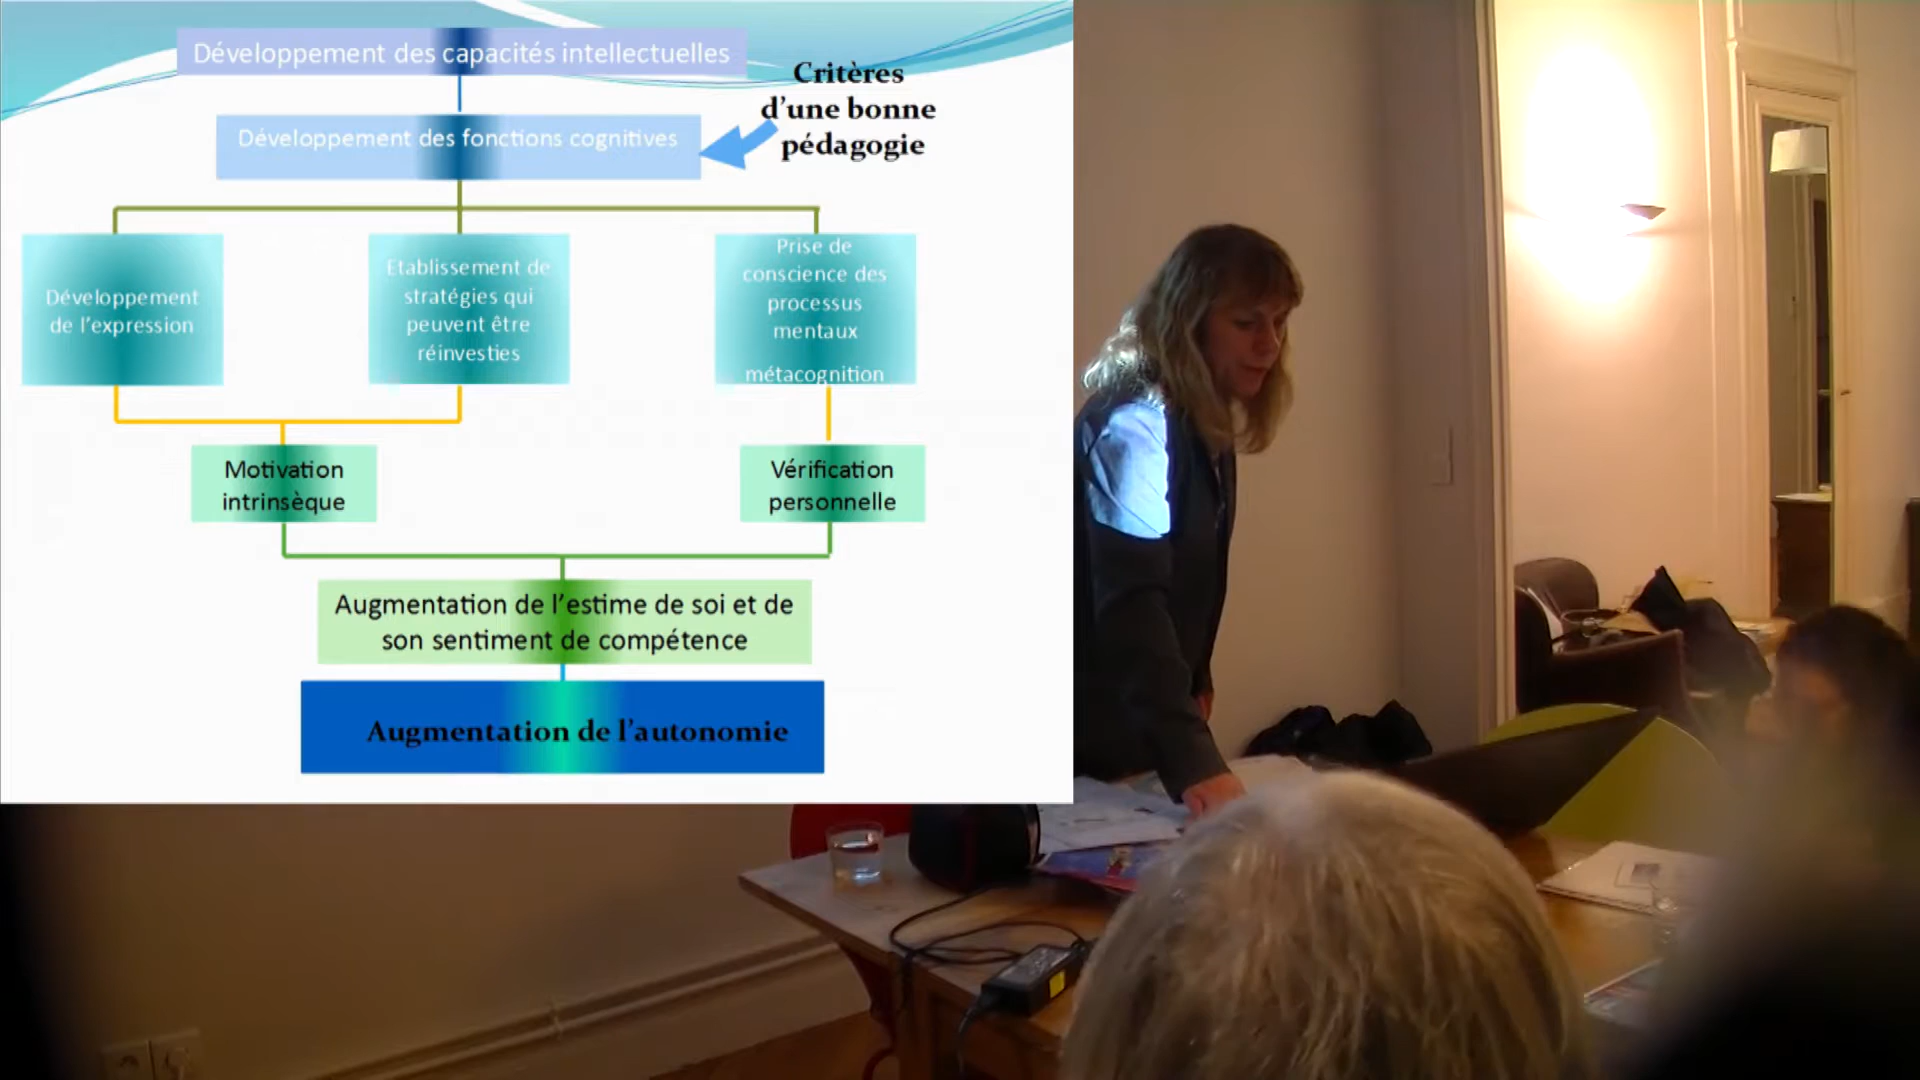 Développement des capacités intellectuelles
Critères
d'une bonne
pédagogie
Développement des fonctions cognitives
Développement
de l'expression
Etablissement de
stratégies qui
peuvent être
réinvesties
Prise de
conscience des
processus
mentaux
métacognition
Motivation
intrinsèque
Vérification
personnelle
Augmentation de l'estime de soi et de
son sentiment de compétence
Augmentation de l'autonomie